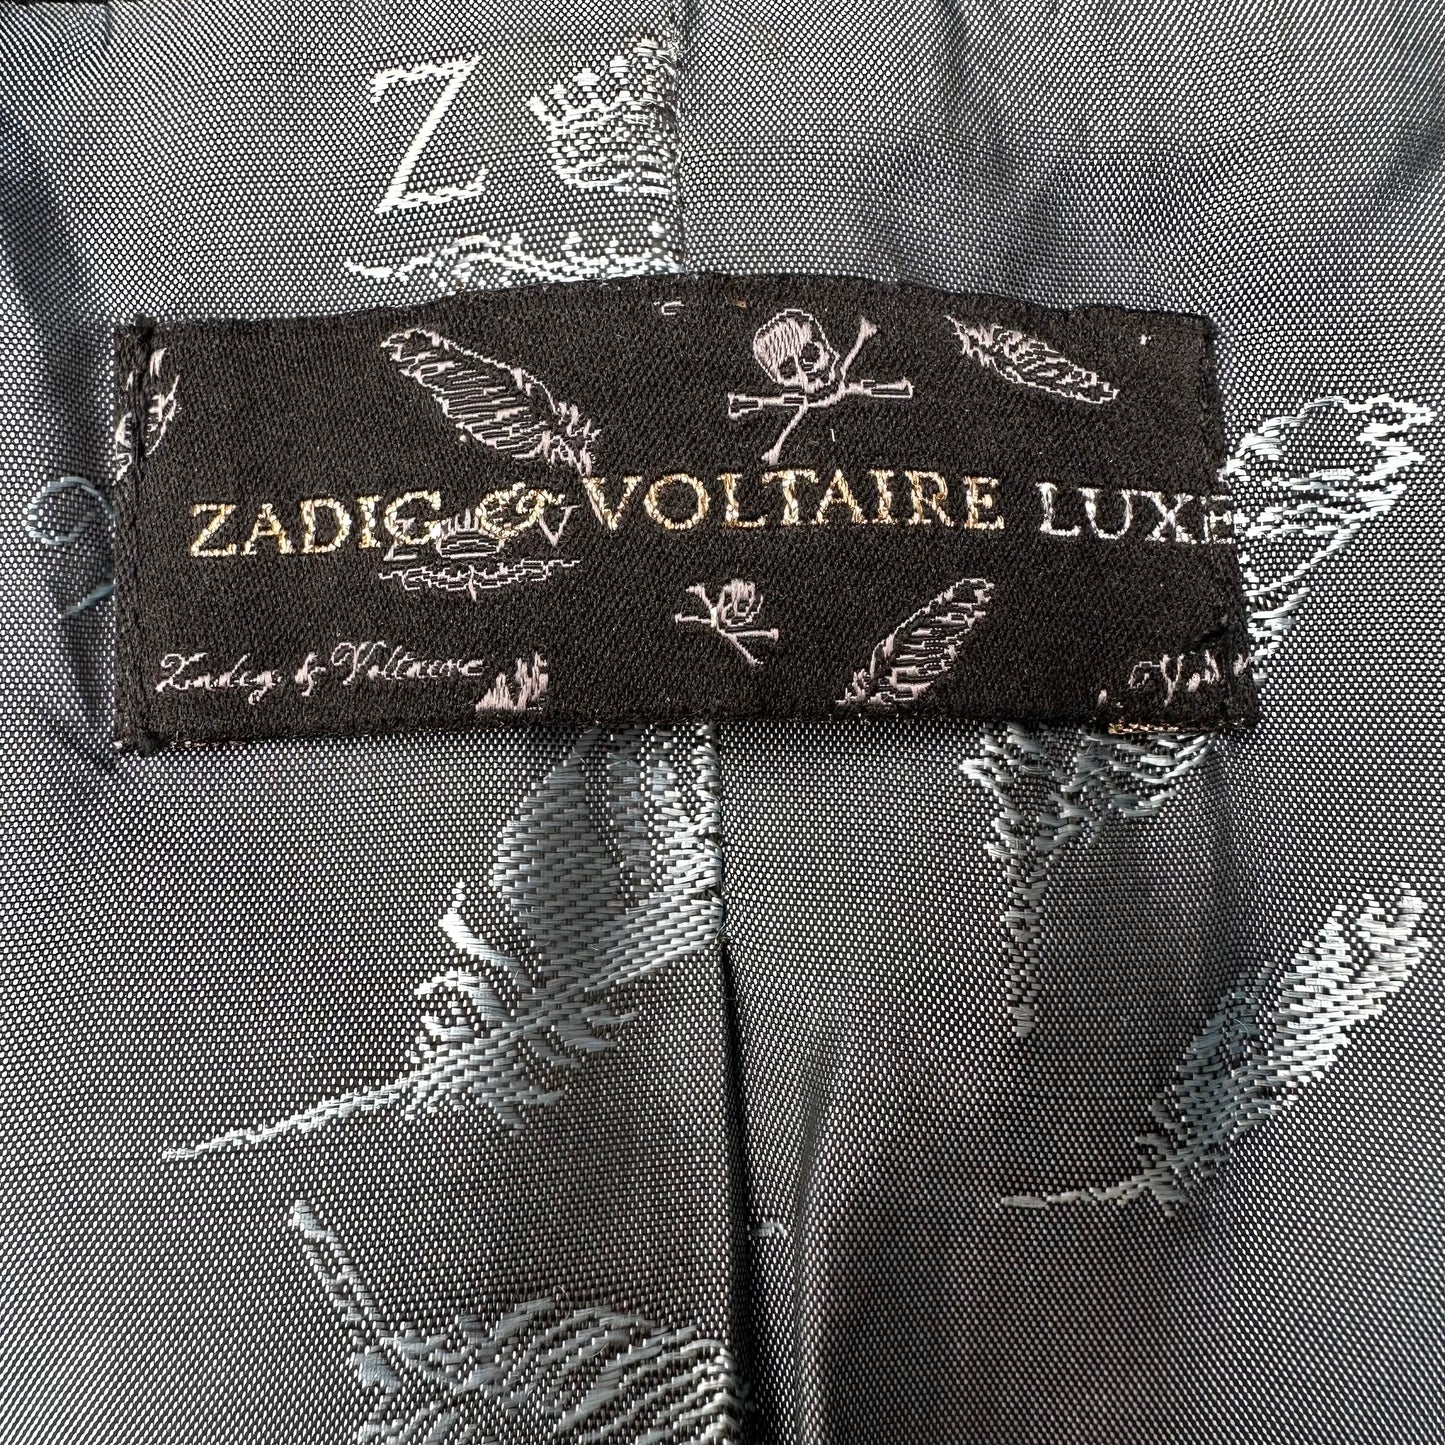 Z
ZADIG & VOLTAIRE LUXE
Z V
Zadig & Voltaire